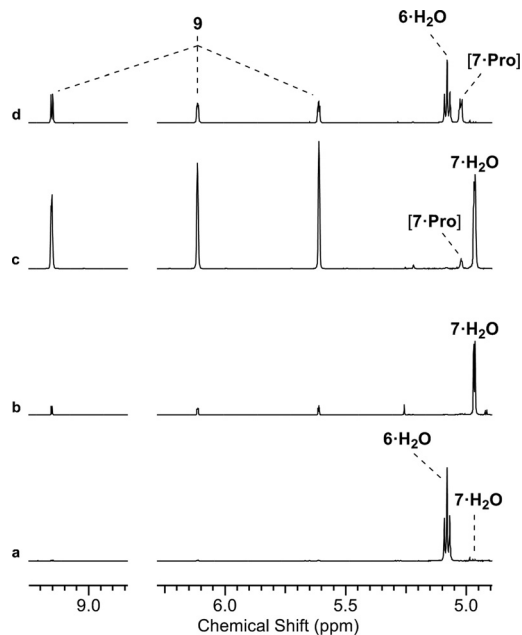 9
6·H₂O
[7·Pro]
d
7·H₂O
[7·Pro]
c
7·H₂O
b
6·H₂O
7·H₂O
a
9.0 6.0 5.5 5.0
Chemical Shift (ppm)